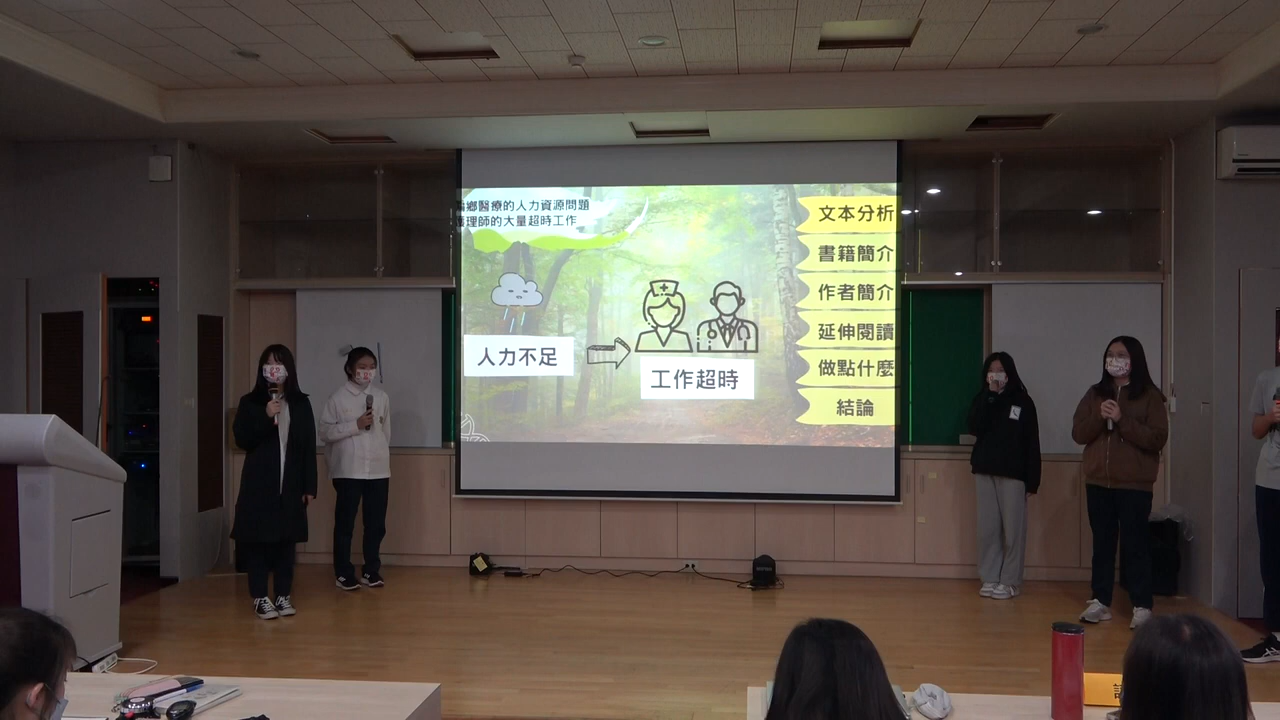 鄉醫療的人力資源問題
護理師的大量超時工作
人力不足
工作超時
文本分析
書籍簡介
作者簡介
延伸閱讀
做點什麼
結論